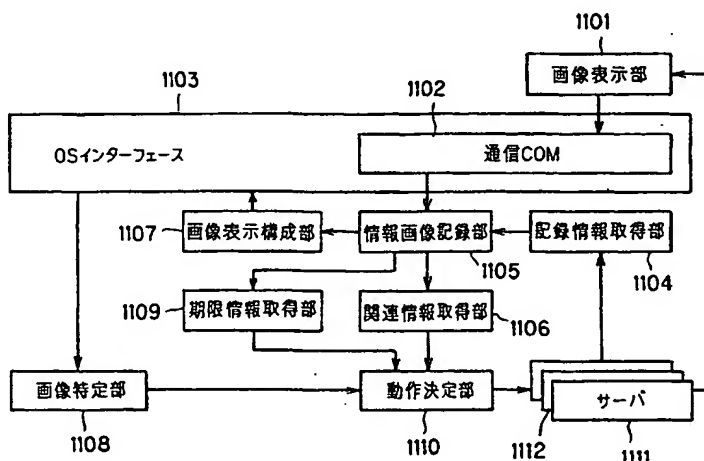 1101
画像表示部
1103
1102
OSインターフェース
通信COM
1107
画像表示構成部
情報画像記録部
記録情報取得部
1105
1104
1109
期限情報取得部
関連情報取得部
1106
画像特定部
動作決定部
サーバ
1108
1110
1112
1111